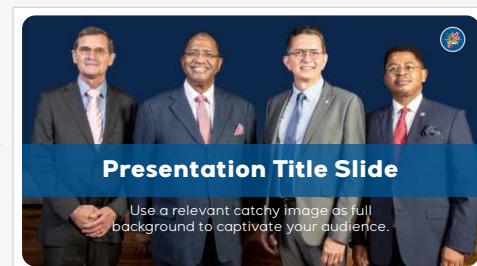 Presentation Title Slide
Use a relevant catchy image as full
background to captivate your audience.